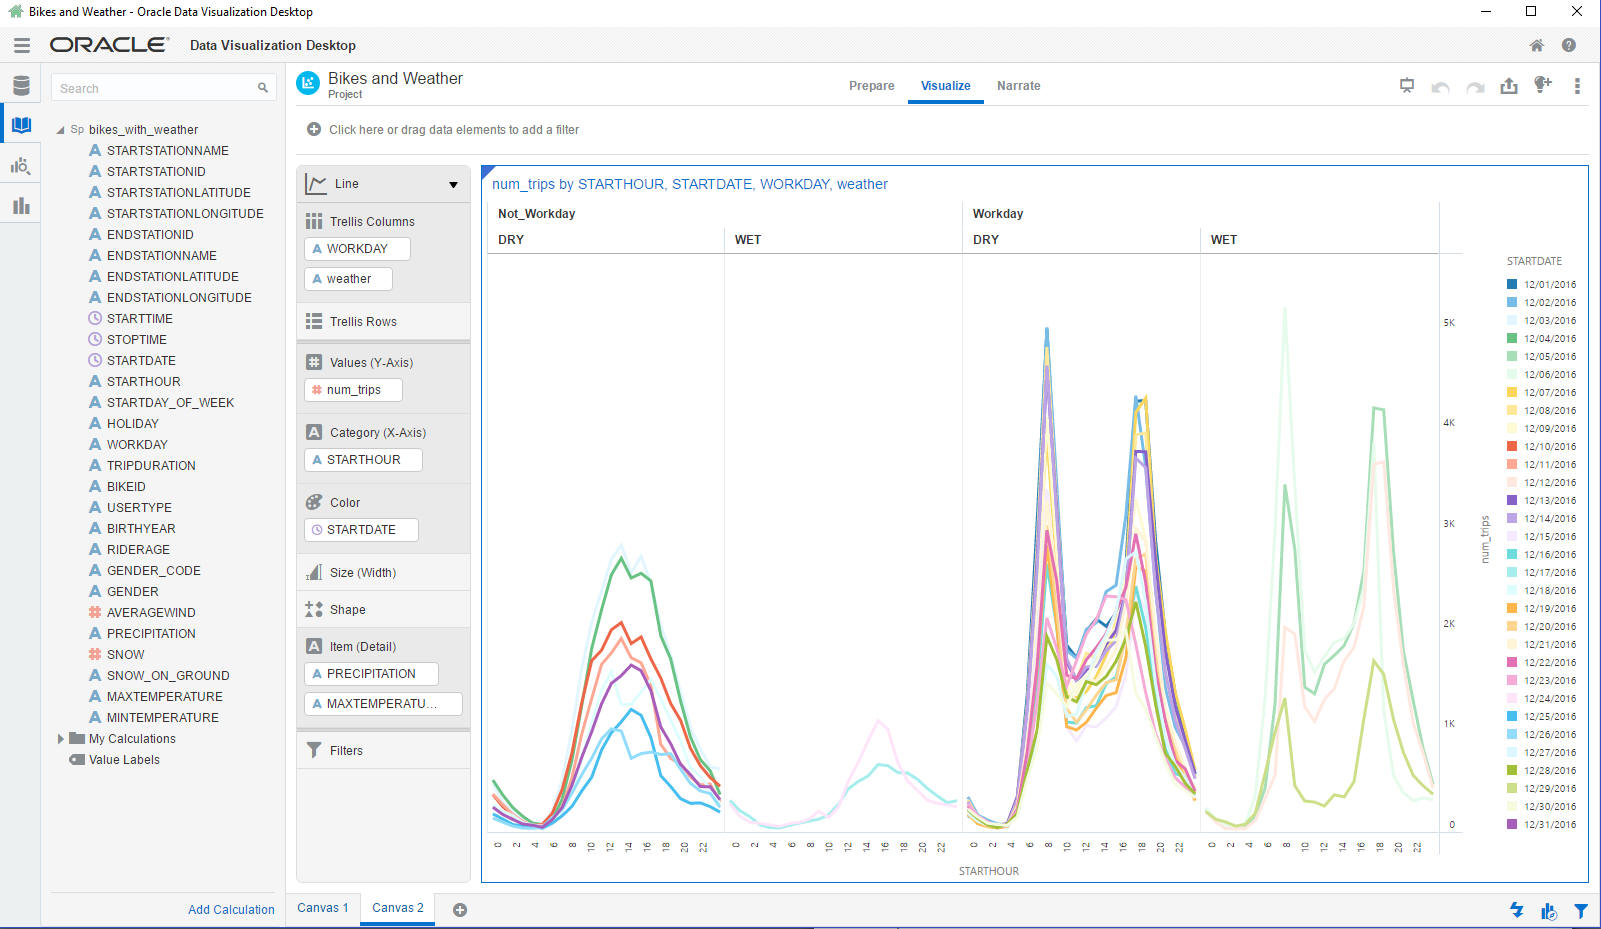 Bikes and Weather - Oracle Data Visualization Desktop
ORACLE Data Visualization Desktop
Search
Sp bikes_with_weather
STARTSTATIONNAME
STARTSTATIONID
STARTSTATIONLATITUDE
STARTSTATIONLONGITUDE
ENDSTATIONID
ENDSTATIONNAME
ENDSTATIONLATITUDE
ENDSTATIONLONGITUDE
STARTTIME
STOPTIME
STARTDATE
STARTHOUR
STARTDAY_OF_WEEK
HOLIDAY
WORKDAY
TRIPDURATION
BIKEID
USERTYPE
BIRTHYEAR
RIDERAGE
GENDER_CODE
GENDER
AVERAGEWIND
PRECIPITATION
SNOW
SNOW_ON_GROUND
MAXTEMPERATURE
MINTEMPERATURE
My Calculations
Value Labels
Add Calculation
Bikes and Weather
Project
Prepare Visualize Narrate
Click here or drag data elements to add a filter
Line
Trellis Columns
A WORKDAY
A weather
Trellis Rows
# Values (Y-Axis)
# num_trips
A Category (X-Axis)
A STARTHOUR
Color
STARTDATE
Size (Width)
Shape
A Item (Detail)
A PRECIPITATION
A MAXTEMPERATU...
Filters
num_trips by STARTHOUR, STARTDATE, WORKDAY, weather
Not_Workday Workday
DRY WET DRY WET
5K
4K
3K
2K
1K
0
num_trips
0 2 4 6 8 10 12 14 16 18 20 22 0 2 4 6 8 10 12 14 16 18 20 22 0 2 4 6 8 10 12 14 16 18 20 22 0 2 4 6 8 10 12 14 16 18 20 22
STARTHOUR
STARTDATE
12/01/2016
12/02/2016
12/03/2016
12/04/2016
12/05/2016
12/06/2016
12/07/2016
12/08/2016
12/09/2016
12/10/2016
12/11/2016
12/12/2016
12/13/2016
12/14/2016
12/15/2016
12/16/2016
12/17/2016
12/18/2016
12/19/2016
12/20/2016
12/21/2016
12/22/2016
12/23/2016
12/24/2016
12/25/2016
12/26/2016
12/27/2016
12/28/2016
12/29/2016
12/30/2016
12/31/2016
Canvas 1 Canvas 2